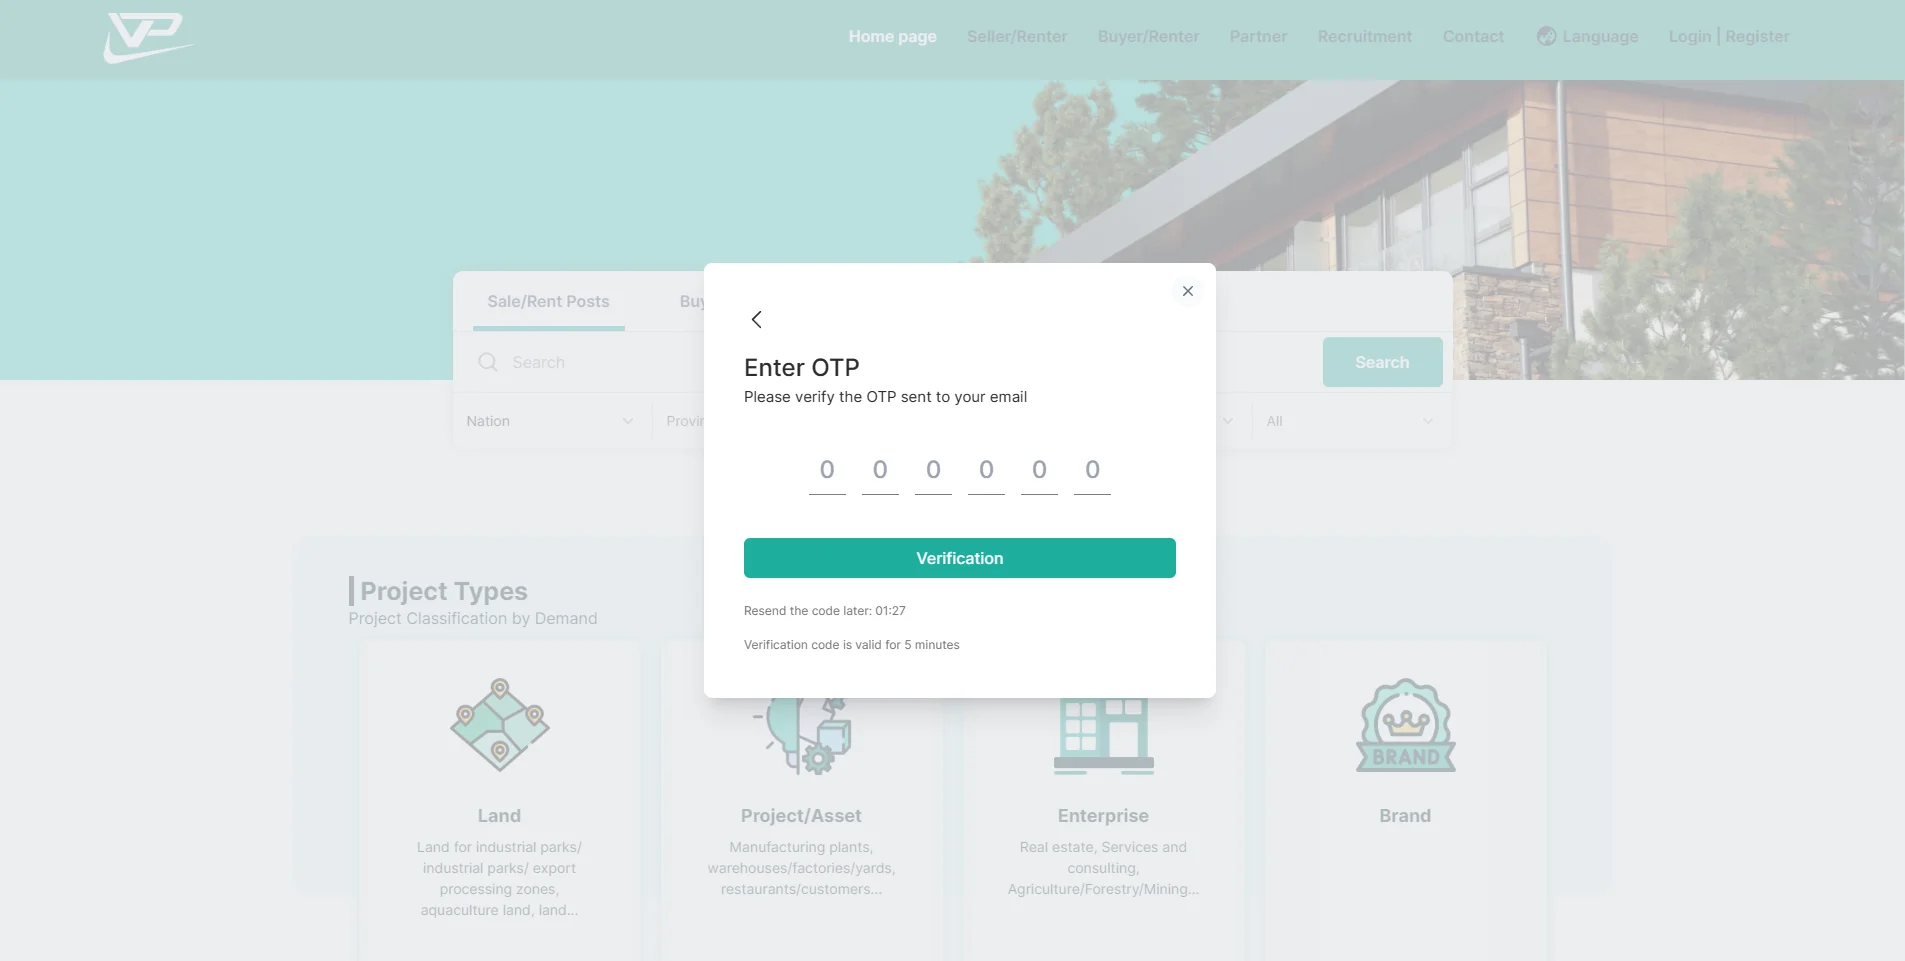 VP
Home page Seller/Renter Buyer/Renter Partner Recruitment Contact Language Login | Register
Sale/Rent Posts
Search
Search
Nation
All
Enter OTP
Please verify the OTP sent to your email
0 0 0 0 0 0
Verification
Resend the code later: 01:27
Verification code is valid for 5 minutes
Project Types
Project Classification by Demand
Land
Land for industrial parks/
industrial parks/ export
processing zones,
aquaculture land, land...
Project/Asset
Manufacturing plants,
warehouses/factories/yards,
restaurants/customers...
Enterprise
Real estate, Services and
consulting,
Agriculture/Forestry/Mining...
BRAND
Brand